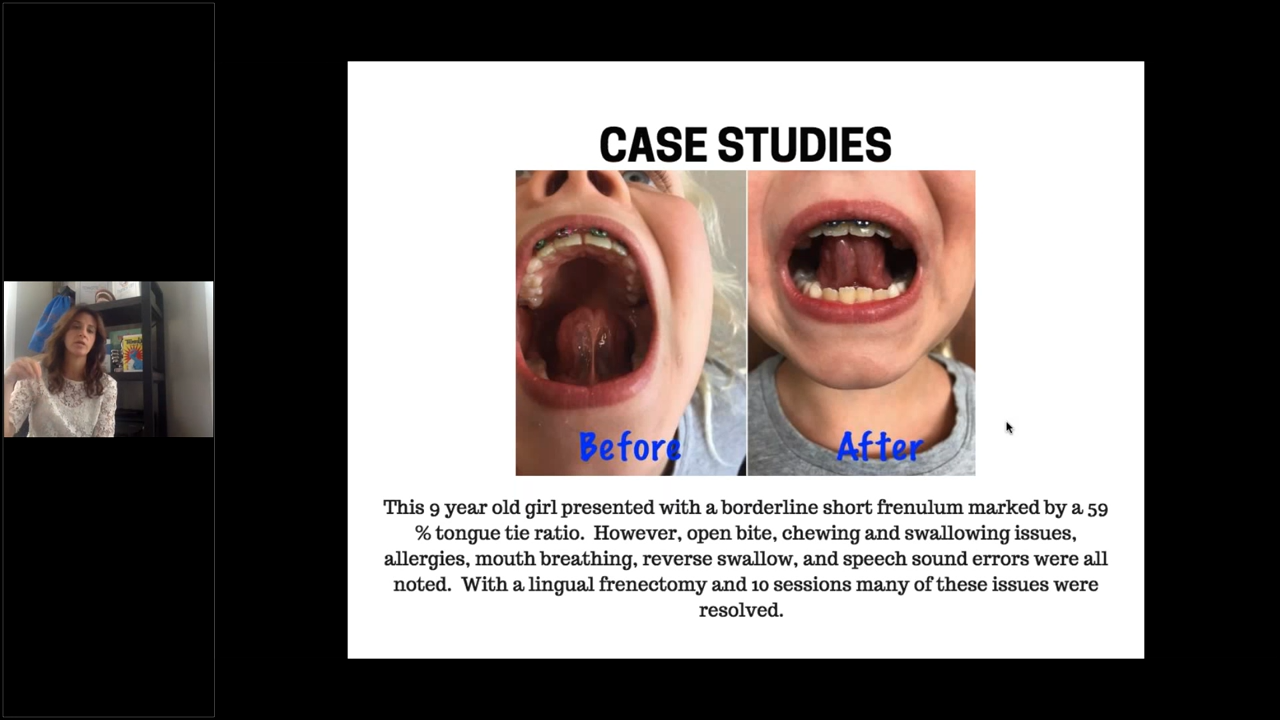 CASE STUDIES
Before
After
This 9 year old girl presented with a borderline short frenulum marked by a 59
% tongue tie ratio. However, open bite, chewing and swallowing issues,
allergies, mouth breathing, reverse swallow, and speech sound errors were all
noted. With a lingual frenectomy and 10 sessions many of these issues were
resolved.